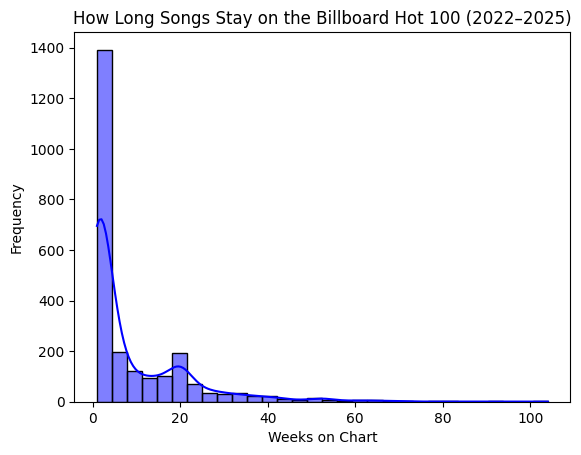 How Long Songs Stay on the Billboard Hot 100 (2022–2025)
1400
1200
1000
800
600
400
200
0
Frequency
0 20 40 60 80 100
Weeks on Chart